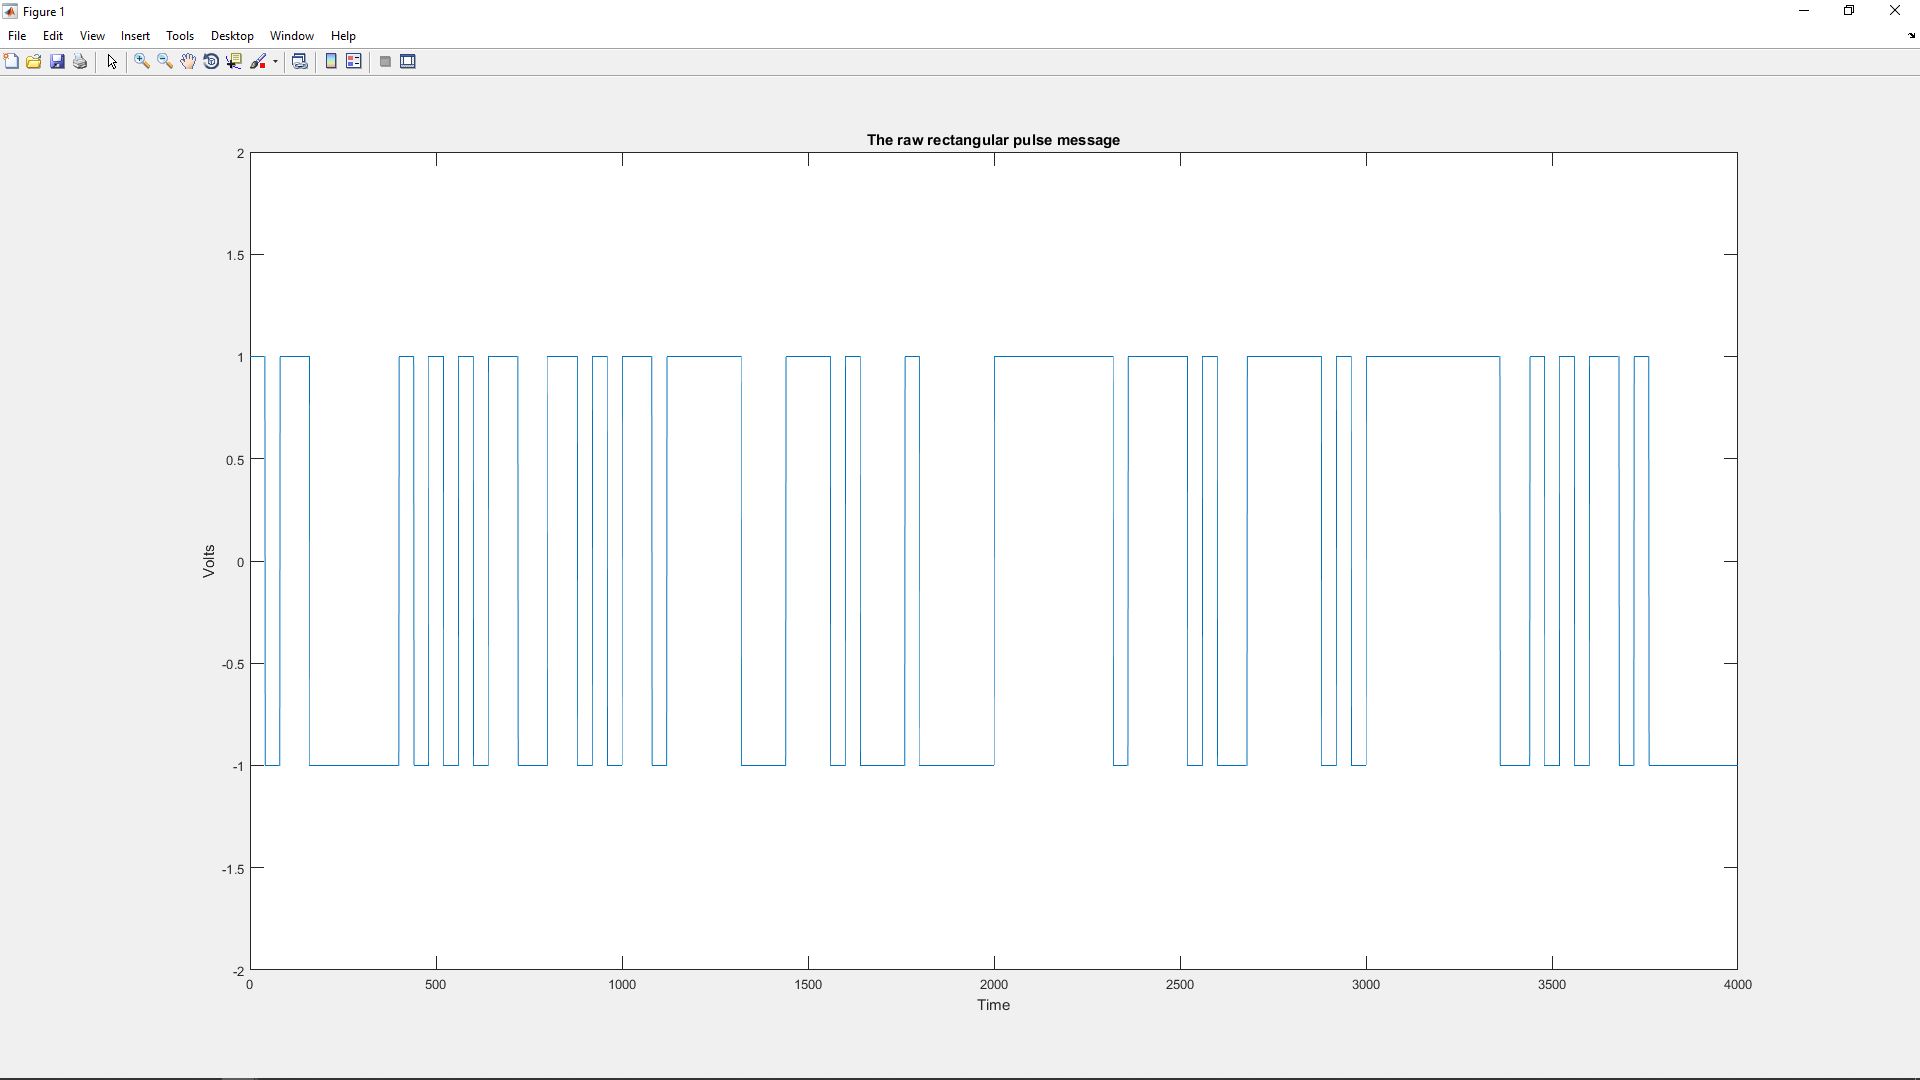 Figure 1
File Edit View Insert Tools Desktop Window Help
The raw rectangular pulse message
2
1.5
1
0.5
0
-0.5
-1
-1.5
-2
Volts
0 500 1000 1500 2000 2500 3000 3500 4000
Time